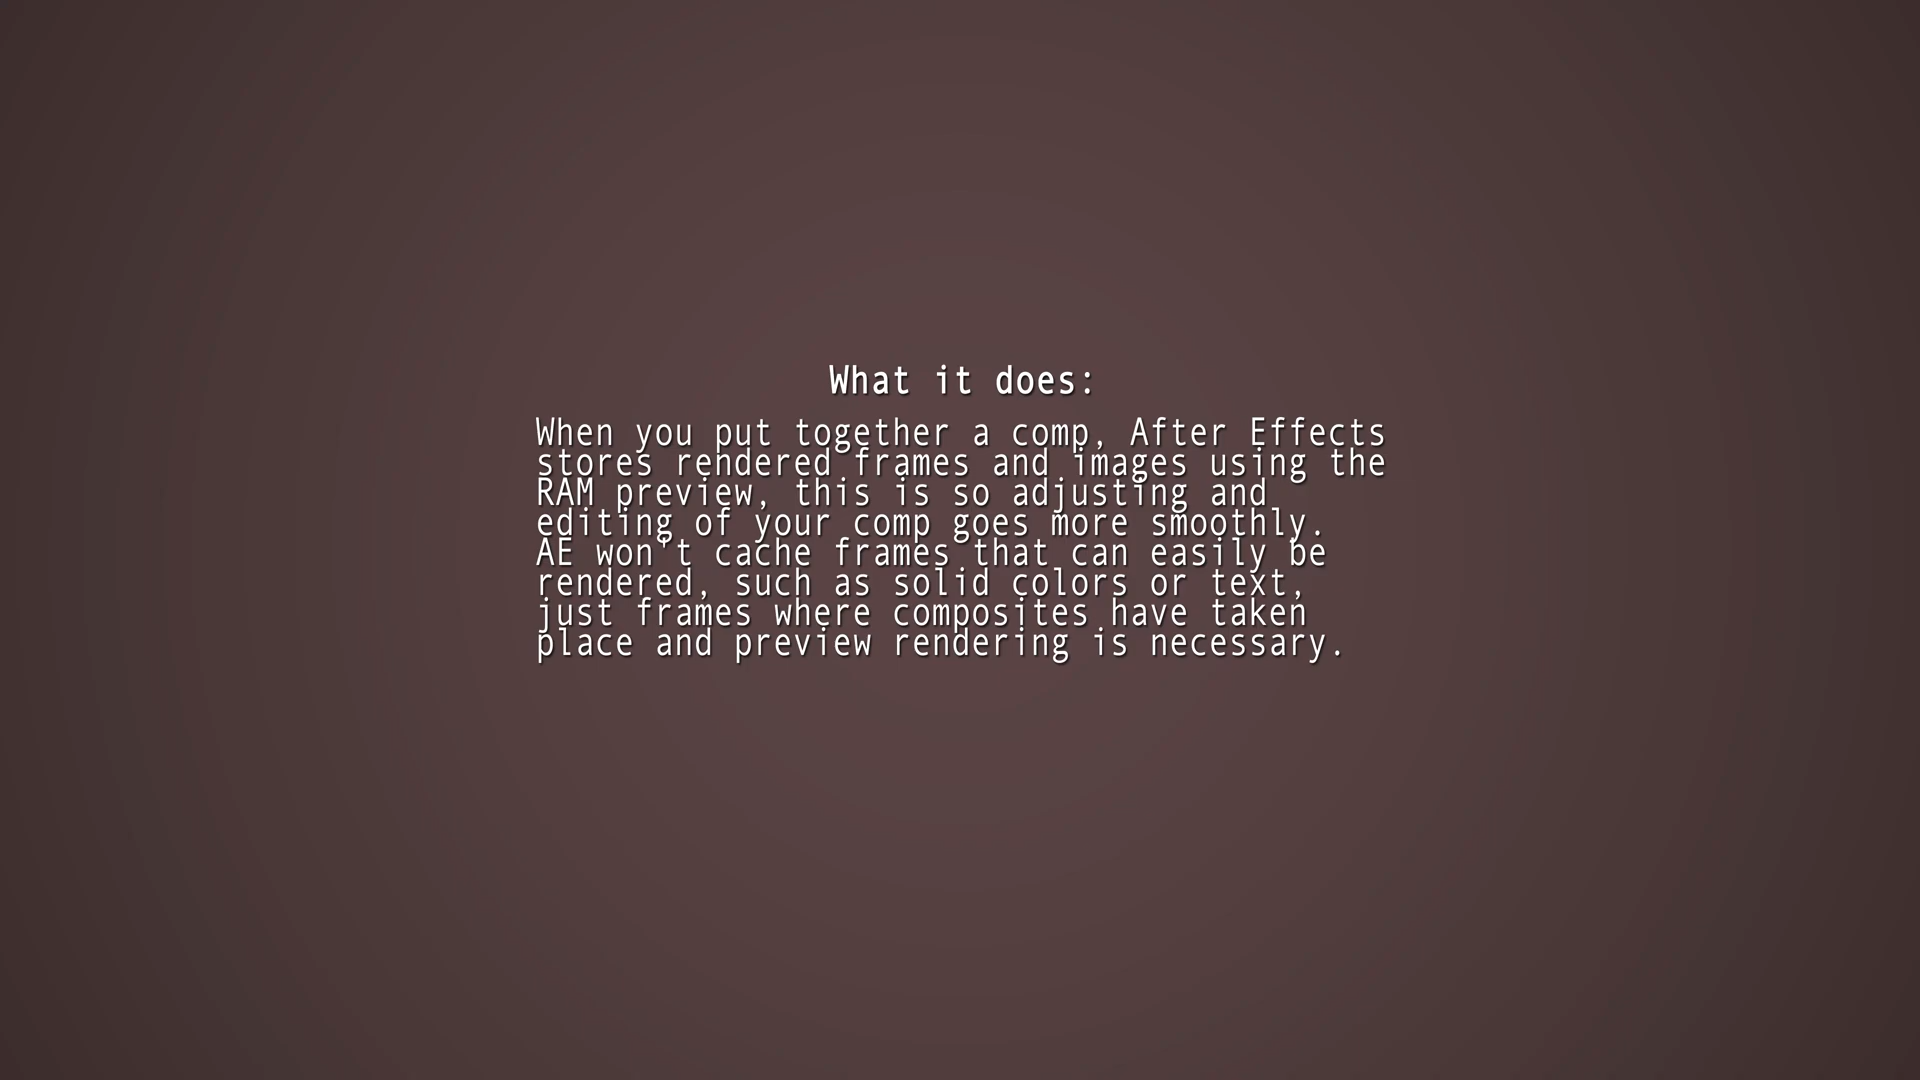 What it does:
When you put together a comp, After Effects
stores rendered frames and images using the
RAM preview, this is so adjusting and
editing of your comp goes more smoothly.
AE won't cache frames that can easily be
rendered, such as solid colors or text,
just frames where composites have taken
place and preview rendering is necessary.